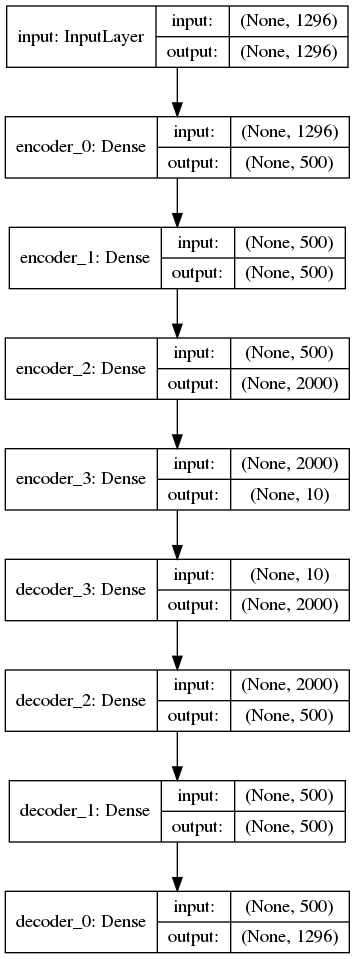 input: InputLayer
input: (None, 1296)
output: (None, 1296)
encoder_0: Dense
input: (None, 1296)
output: (None, 500)
encoder_1: Dense
input: (None, 500)
output: (None, 500)
encoder_2: Dense
input: (None, 500)
output: (None, 2000)
encoder_3: Dense
input: (None, 2000)
output: (None, 10)
decoder_3: Dense
input: (None, 10)
output: (None, 2000)
decoder_2: Dense
input: (None, 2000)
output: (None, 500)
decoder_1: Dense
input: (None, 500)
output: (None, 500)
decoder_0: Dense
input: (None, 500)
output: (None, 1296)